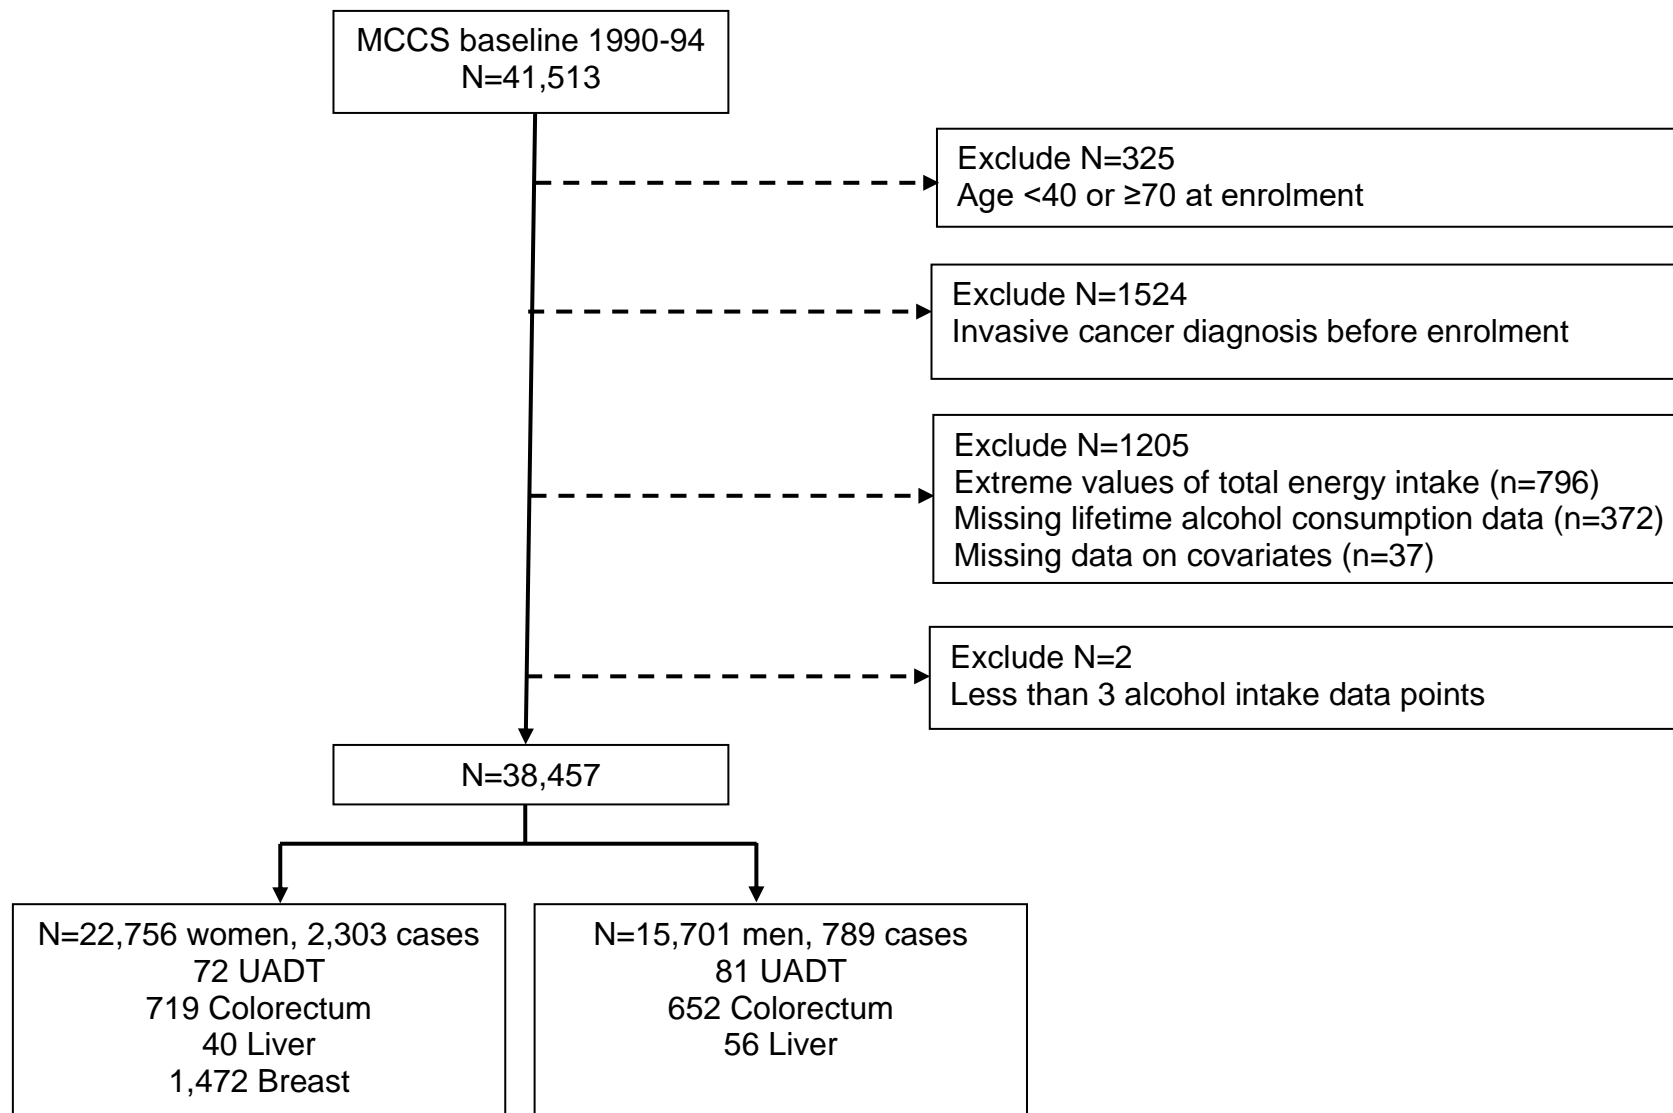 MCCS baseline 1990-94
N=41,513
Exclude N=325
Age <40 or ≥70 at enrolment
Exclude N=1524
Invasive cancer diagnosis before enrolment
Exclude N=1205
Extreme values of total energy intake (n=796)
Missing lifetime alcohol consumption data (n=372)
Missing data on covariates (n=37)
Exclude N=2
Less than 3 alcohol intake data points
N=38,457
N=22,756 women, 2,303 cases
72 UADT
719 Colorectum
40 Liver
1,472 Breast
N=15,701 men, 789 cases
81 UADT
652 Colorectum
56 Liver